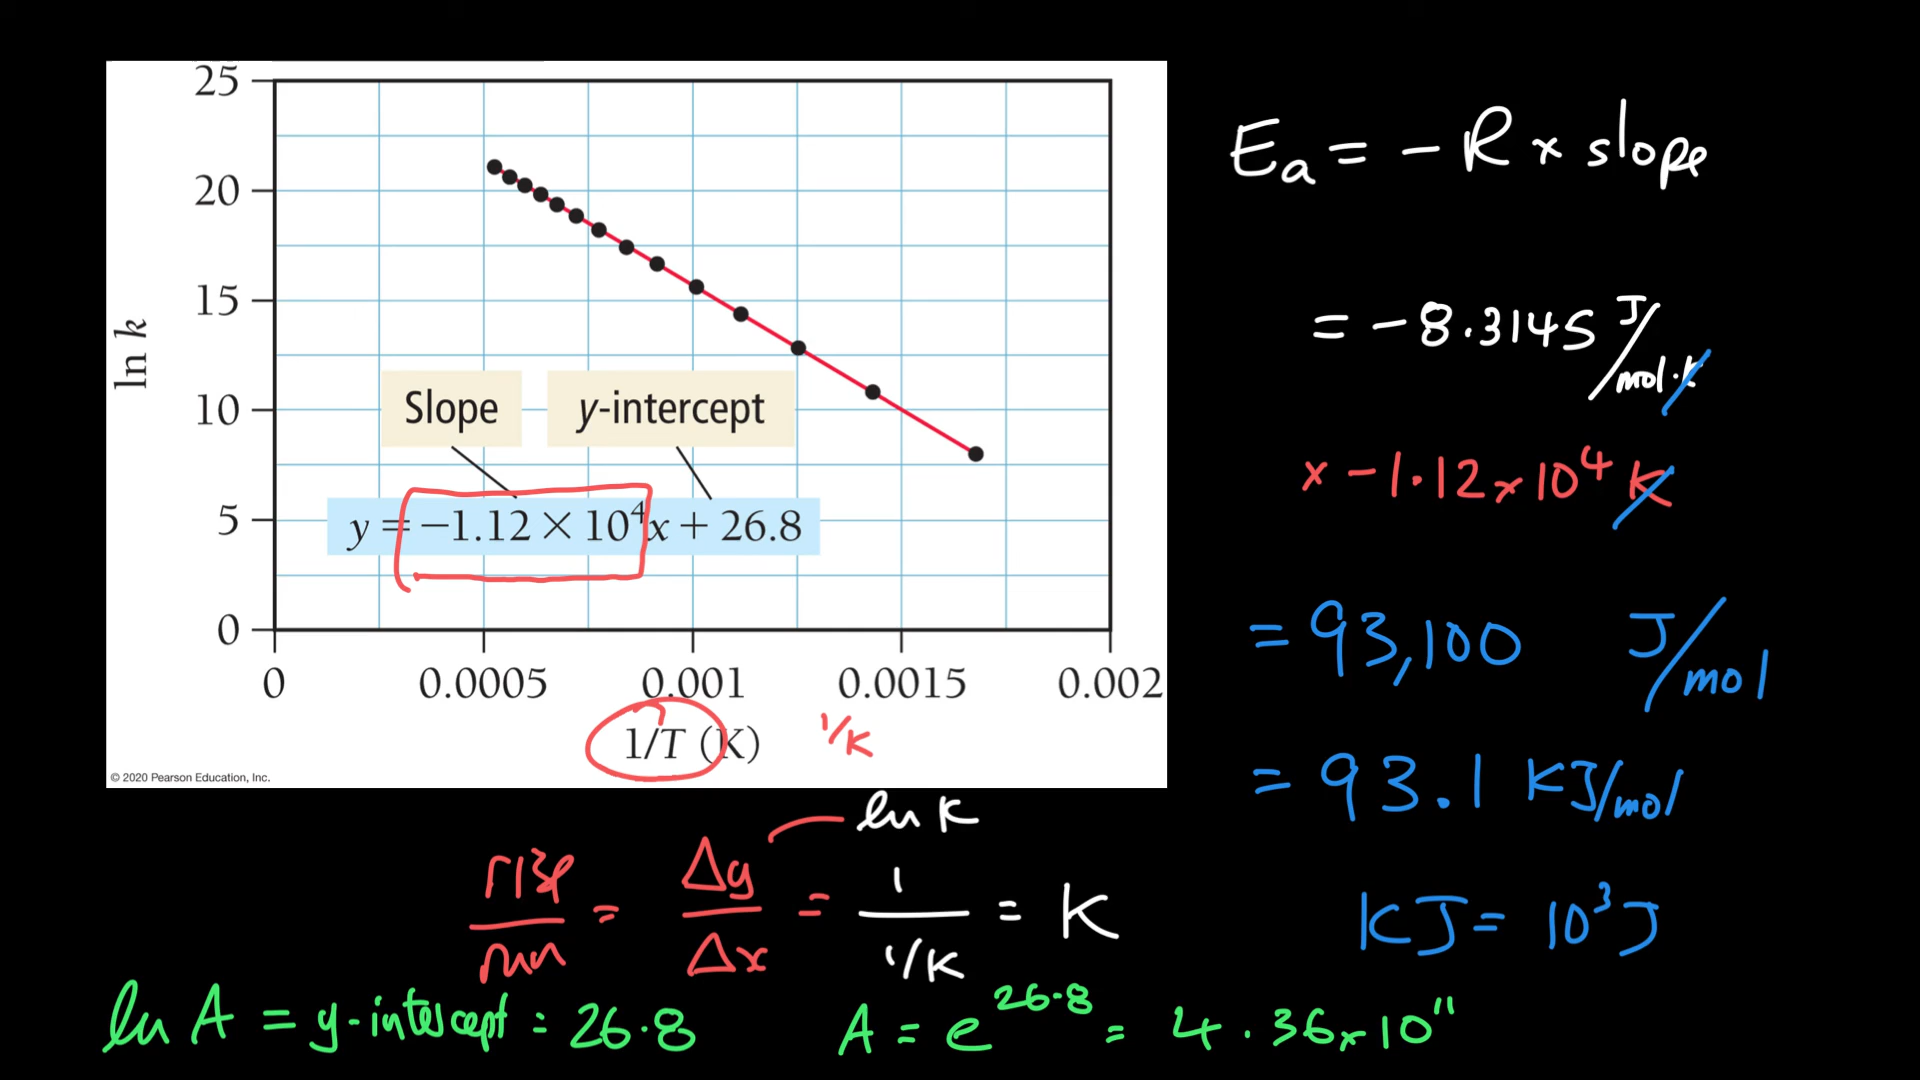 25
20
15
10
5
0
ln k
Slope
y-intercept
y = −1.12 × 10⁴x + 26.8
0
0.0005
0.001
0.0015
0.002
1/T (K)
1/K
© 2020 Pearson Education, Inc.
Ea = - R x slope
= - 8.3145 J/mol·K
x - 1.12 x 10⁴ K
= 93,100 J/mol
= 93.1 KJ/mol
KJ = 10³ J
ln K
rise/run = Δy/Δx = 1/(1/K) = K
ln A = y-intercept = 26.8
A = e^26.8 = 4.36 x 10¹¹